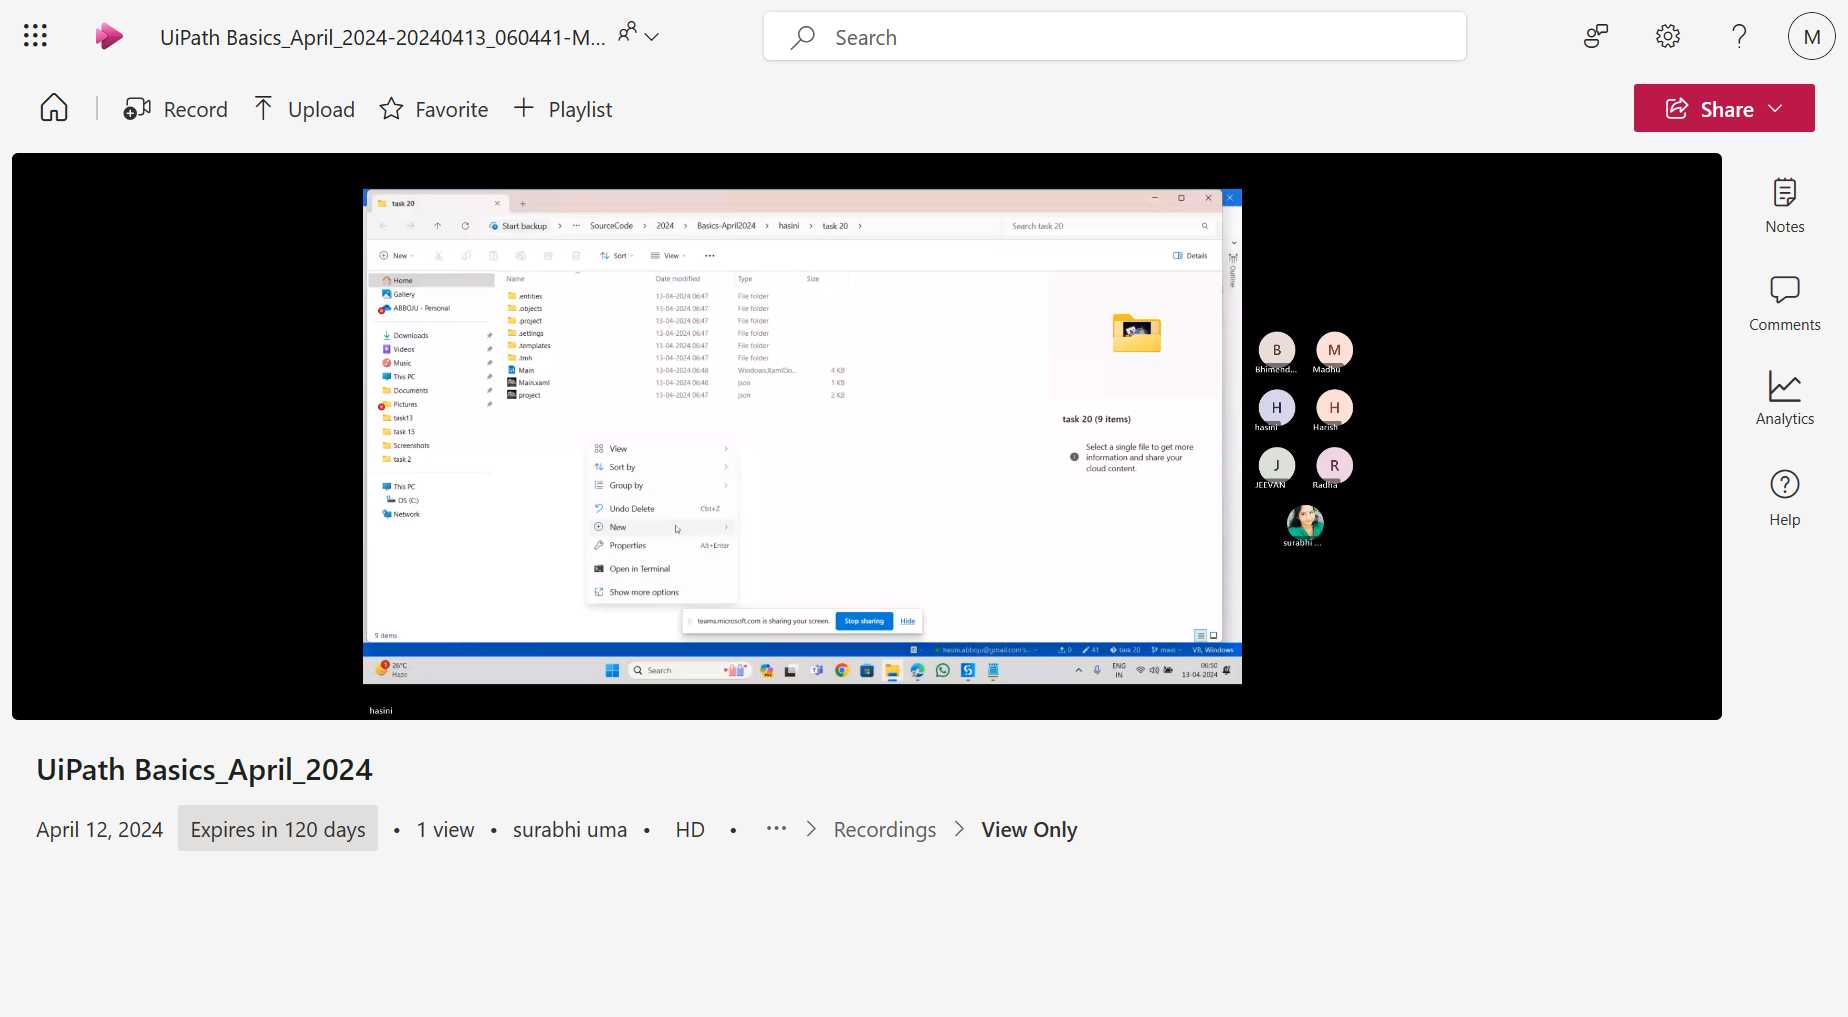 UiPath Basics_April_2024-20240413_060441-M...
Search
M
Record
Upload
Favorite
Playlist
Share
task 20
Start backup
SourceCode
2024
Basics-April2024
hasini
task 20
Search task 20
New
Sort
View
Details
Home
Gallery
ABBOJU - Personal
Downloads
Videos
Music
This PC
Documents
Pictures
task13
task 13
Screenshots
task 2
This PC
OS (C:)
Network
Name Date modified Type Size
.entities 13-04-2024 06:47 File folder
.objects 13-04-2024 06:47 File folder
.project 13-04-2024 06:47 File folder
.settings 13-04-2024 06:47 File folder
.templates 13-04-2024 06:47 File folder
.tmh 13-04-2024 06:47 File folder
Main 13-04-2024 06:48 Windows.XamlDo... 4 KB
Main.xaml 13-04-2024 06:48 json 1 KB
project 13-04-2024 06:47 json 2 KB
View
Sort by
Group by
Undo Delete Ctrl+Z
New
Properties Alt+Enter
Open in Terminal
Show more options
task 20 (9 items)
Select a single file to get more
information and share your
cloud content.
Outline
teams.microsoft.com is sharing your screen.
Stop sharing
Hide
9 items
0
41
task 20
main
VB, Windows
1
26°C
Haze
Search
ENG
IN
06:50
13-04-2024
B
Bhimend...
M
Madhu
H
hasini
H
Harish
J
JEEVAN
R
Radha
surabhi ...
hasini
Notes
Comments
Analytics
Help
UiPath Basics_April_2024
April 12, 2024 Expires in 120 days • 1 view • surabhi uma • HD • ... > Recordings > View Only